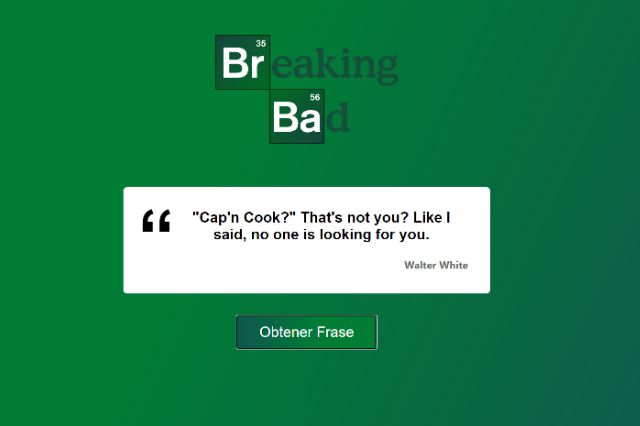 35
Breaking
56
Bad
“
"Cap'n Cook?" That's not you? Like I
said, no one is looking for you.
Walter White
Obtener Frase